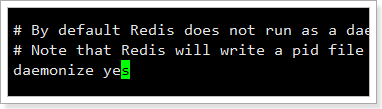 # By default Redis does not run as a dae
# Note that Redis will write a pid file
daemonize yes